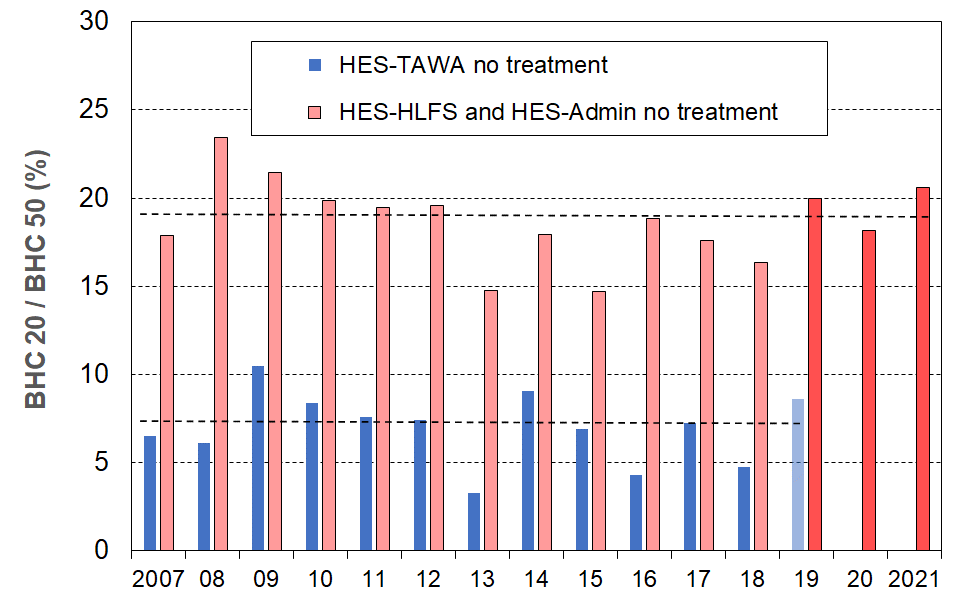 30
25
20
15
10
5
0
BHC 20 / BHC 50 (%)
HES-TAWA no treatment
HES-HLFS and HES-Admin no treatment
2007 08 09 10 11 12 13 14 15 16 17 18 19 20 2021